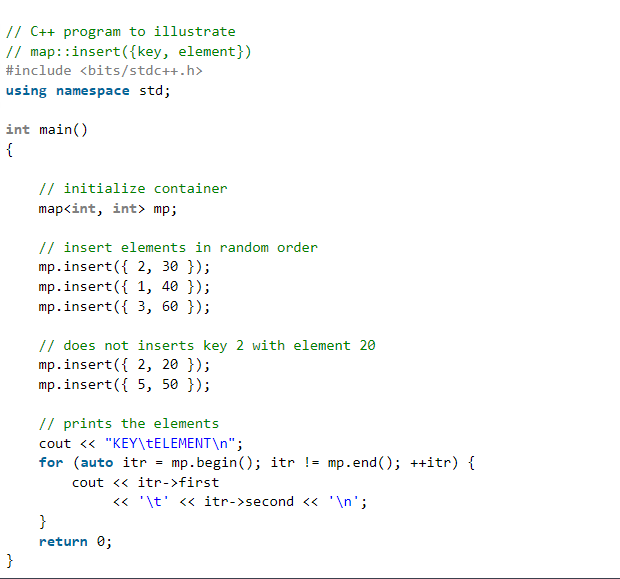 // C++ program to illustrate
// map::insert({key, element})
#include <bits/stdc++.h>
using namespace std;
int main()
{
// initialize container
map<int, int> mp;
// insert elements in random order
mp.insert({ 2, 30 });
mp.insert({ 1, 40 });
mp.insert({ 3, 60 });
// does not inserts key 2 with element 20
mp.insert({ 2, 20 });
mp.insert({ 5, 50 });
// prints the elements
cout << "KEY\tELEMENT\n";
for (auto itr = mp.begin(); itr != mp.end(); ++itr) {
cout << itr->first
<< '\t' << itr->second << '\n';
}
return 0;
}